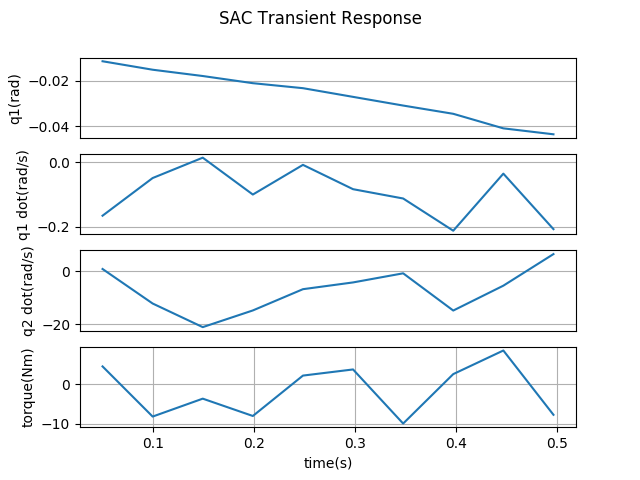 SAC Transient Response
q1(rad)
−0.02
−0.04
q1 dot(rad/s)
0.0
−0.2
q2 dot(rad/s)
0
−20
torque(Nm)
0
−10
0.1 0.2 0.3 0.4 0.5
time(s)